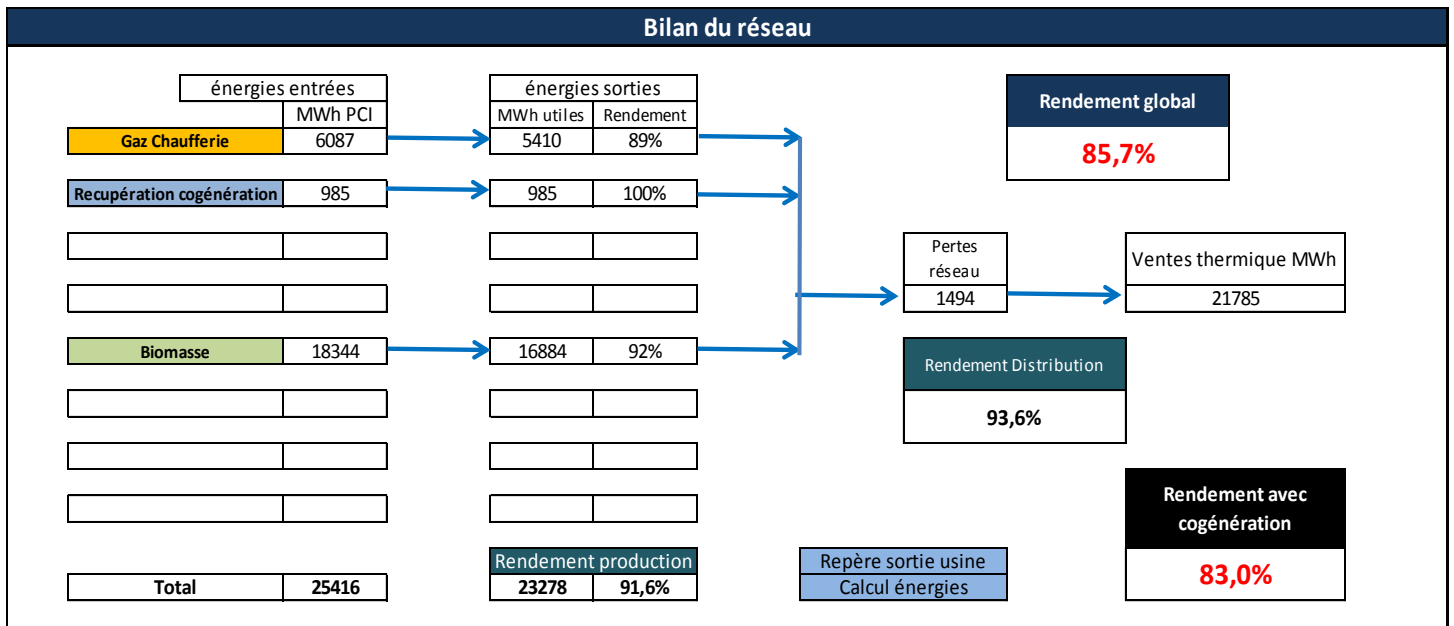 Bilan du réseau
énergies entrées
énergies sorties
MWh PCI
MWh utiles
Rendement
Rendement global
Gaz Chaufferie
6087
5410
89%
85,7%
Recupération cogénération
985
985
100%
Pertes
réseau
Ventes thermique MWh
1494
21785
Biomasse
18344
16884
92%
Rendement Distribution
93,6%
Rendement avec
cogénération
Rendement production
Repère sortie usine
83,0%
Total
25416
23278
91,6%
Calcul énergies